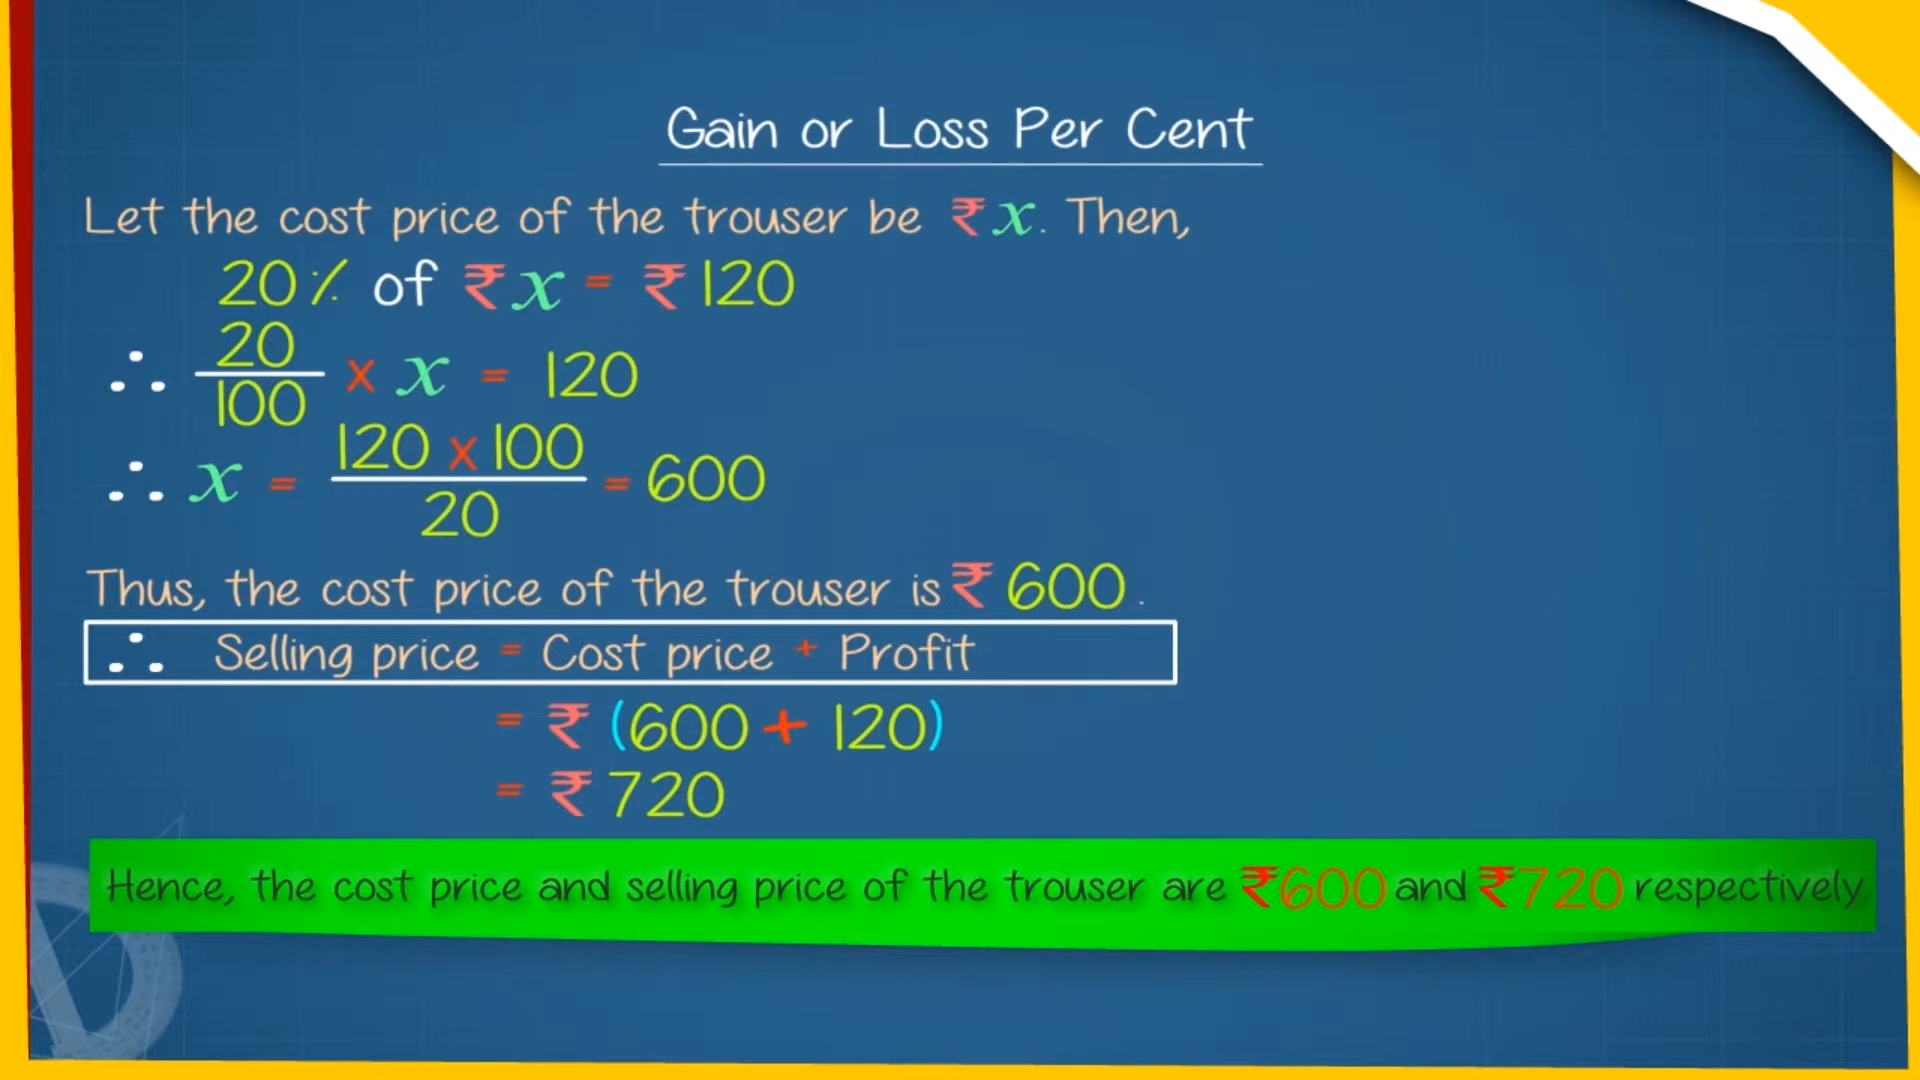 Gain or Loss Per Cent
Let the cost price of the trouser be ₹ x. Then,
20% of ₹ x = ₹ 120
∴ 20/100 x x = 120
∴ x = 120 x 100/20 = 600
Thus, the cost price of the trouser is ₹ 600.
∴ Selling price = Cost price + Profit
= ₹ (600 + 120)
= ₹ 720
Hence, the cost price and selling price of the trouser are ₹600 and ₹720 respectively.